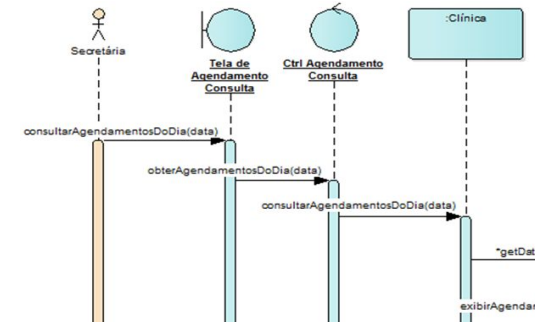 :Clínica
Secretária
Tela de
Agendamento
Consulta
Ctrl Agendamento
Consulta
consultarAgendamentosDoDia(data)
obterAgendamentosDoDia(data)
consultarAgendamentosDoDia(data)
*getDat
exibirAgendar